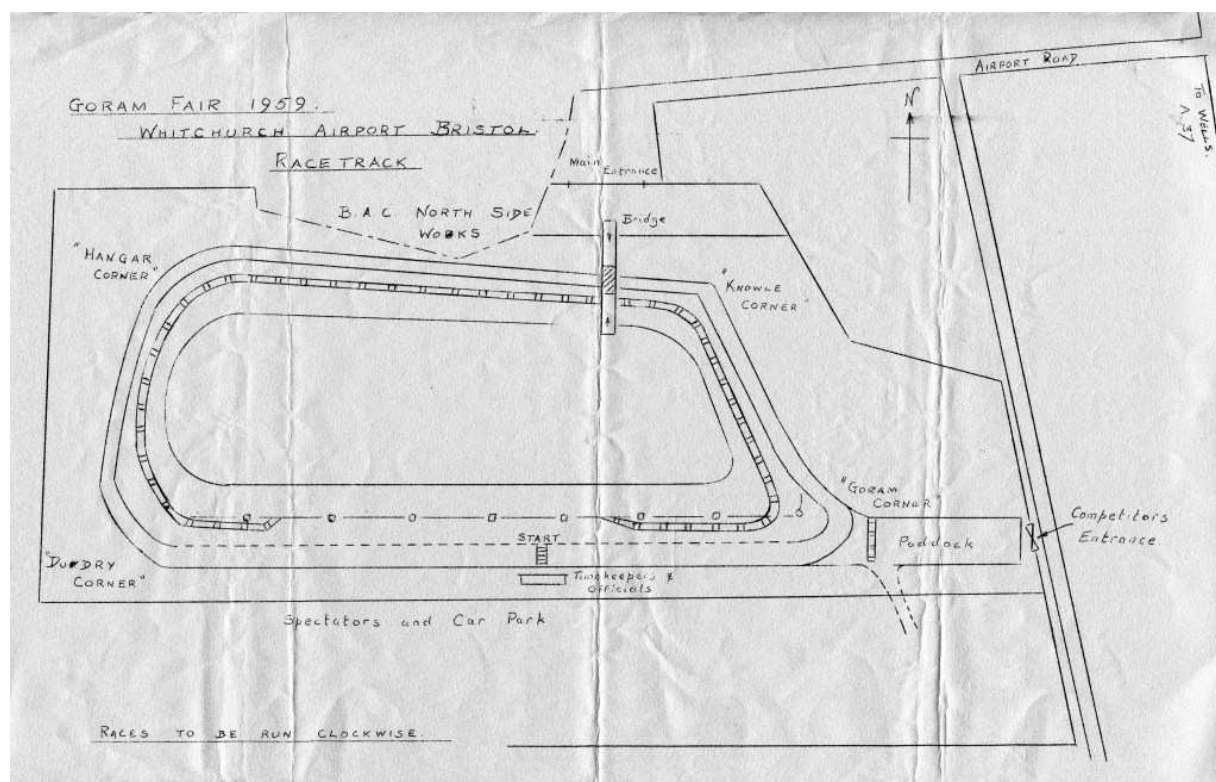 GORAM FAIR 1959.
WHITCHURCH AIRPORT BRISTOL.
RACETRACK
AIRPORT ROAD
N
TO WELLS.
A 37
Main Entrance
B.A.C. NORTH SIDE
WORKS
Bridge
"HANGAR
CORNER"
"KNOWLE
CORNER"
"GORAM
CORNER"
Competitors
Entrance.
Paddock
START
"DUNDRY
CORNER"
Timekeepers &
Officials
Spectators and Car Park
RACES TO BE RUN CLOCKWISE.